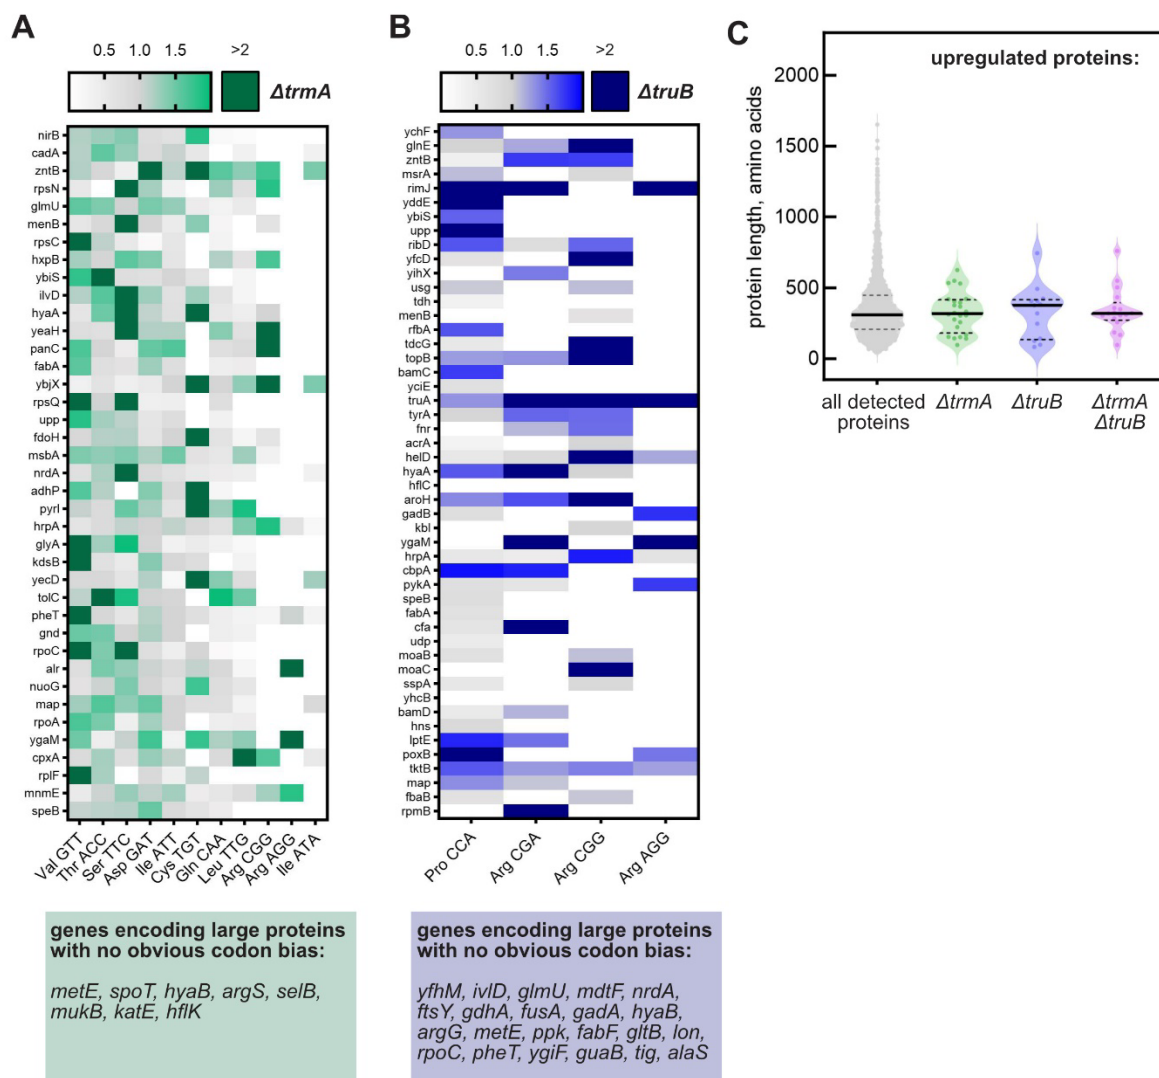 A
0.5 1.0 1.5 >2
ΔtrmA
nirB
cadA
zntB
rpsN
glmU
menB
rpsC
hxpB
ybiS
ilvD
hyaA
yeaH
panC
fabA
ybjX
rpsQ
upp
fdoH
msbA
nrdA
adhP
pyrI
hrpA
glyA
kdsB
yecD
tolC
pheT
gnd
rpoC
alr
nuoG
map
rpoA
ygaM
cpxA
rplF
mnmE
speB
Val GTT
Thr ACC
Ser TTC
Asp GAT
Ile ATT
Cys TGT
Gln CAA
Leu TTG
Arg CGG
Arg AGG
Ile ATA
genes encoding large proteins
with no obvious codon bias:
metE, spoT, hyaB, argS, selB,
mukB, katE, hflK
B
0.5 1.0 1.5 >2
ΔtruB
ychF
glnE
zntB
msrA
rimJ
yddE
ybiS
upp
ribD
yfcD
yihX
usg
tdh
menB
rfbA
tdcG
topB
bamC
yciE
truA
tyrA
fnr
acrA
helD
hyaA
hflC
aroH
gadB
kbl
ygaM
hrpA
cbpA
pykA
speB
fabA
cfa
udp
moaB
moaC
sspA
yhcB
bamD
hns
lptE
poxB
tktB
map
fbaB
rpmB
Pro CCA
Arg CGA
Arg CGG
Arg AGG
genes encoding large proteins
with no obvious codon bias:
yfhM, ivlD, glmU, mdtF, nrdA,
ftsY, gdhA, fusA, gadA, hyaB,
argG, metE, ppk, fabF, gltB, lon,
rpoC, pheT, ygiF, guaB, tig, alaS
C
upregulated proteins:
protein length, amino acids
2000
1500
1000
500
0
all detected
proteins
ΔtrmA
ΔtruB
ΔtrmA
ΔtruB